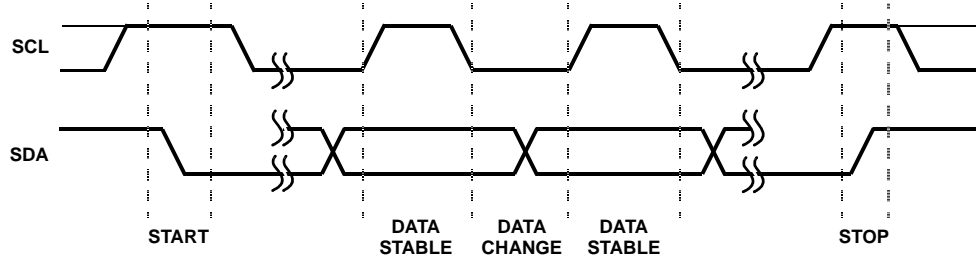 SCL
SDA
START
DATA
STABLE
DATA
CHANGE
DATA
STABLE
STOP